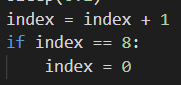 index = index + 1
if index == 8:
    index = 0